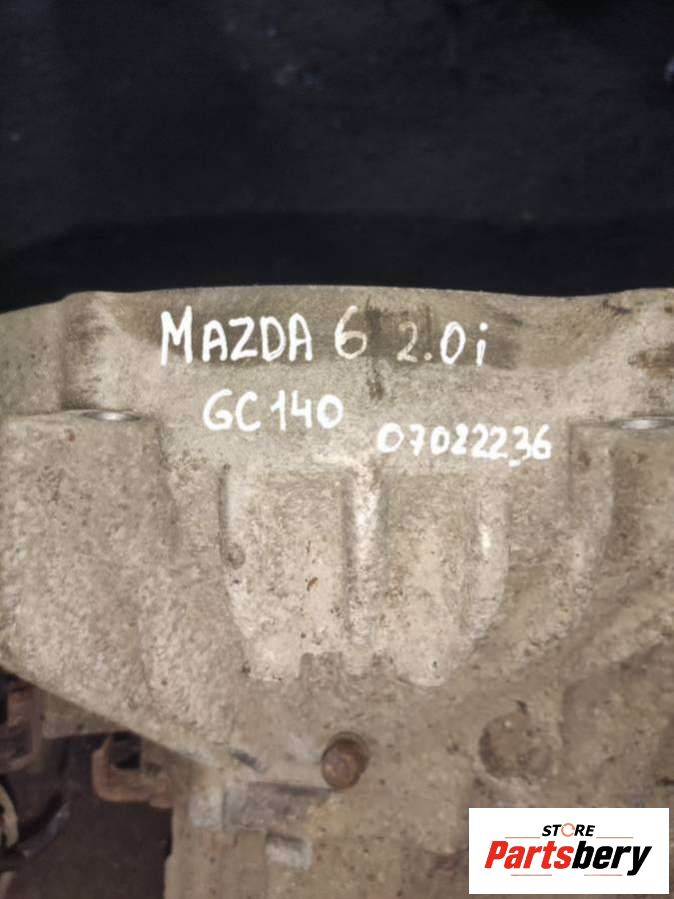 MAZDA 6 2.0i
GC140
07022236
STORE
Partsbery